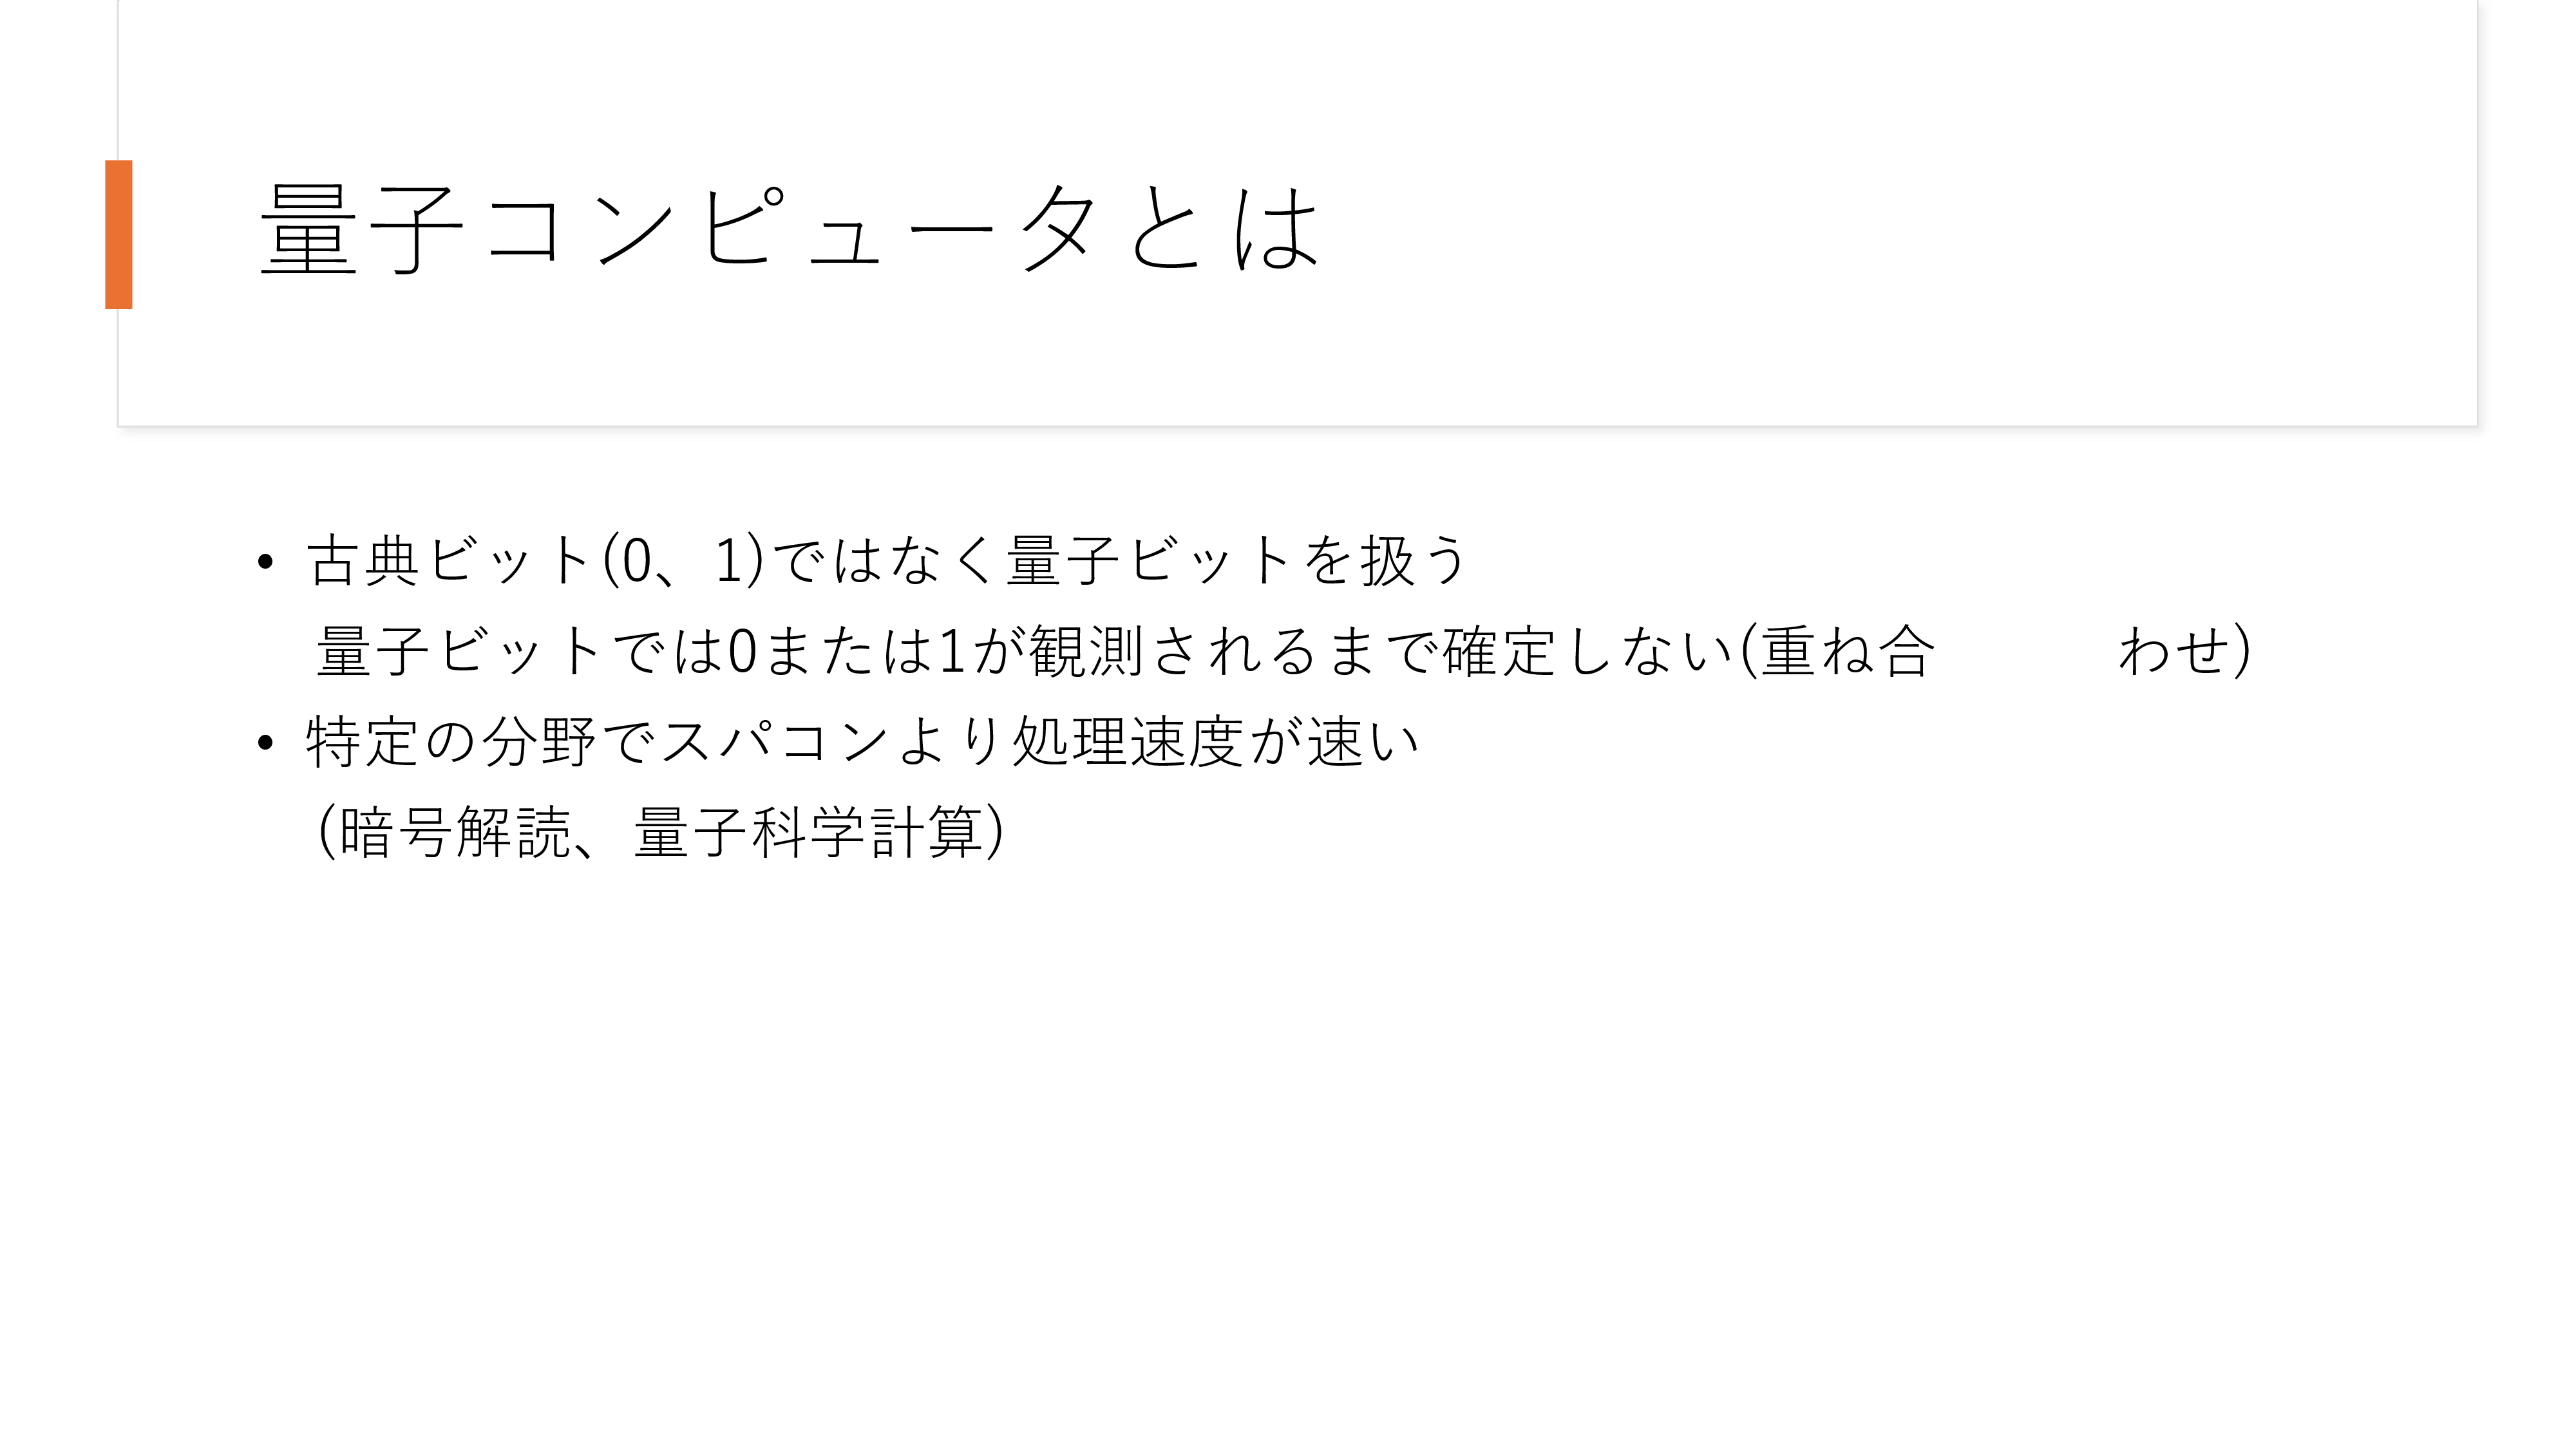 量子コンピュータとは
• 古典ビット(0、1)ではなく量子ビットを扱う
量子ビットでは0または1が観測されるまで確定しない(重ね合　　　わせ)
• 特定の分野でスパコンより処理速度が速い
(暗号解読、量子科学計算)